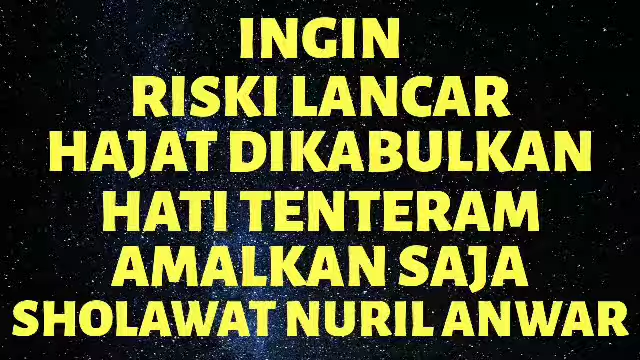 INGIN
RISKI LANCAR
HAJAT DIKABULKAN
HATI TENTERAM
AMALKAN SAJA
SHOLAWAT NURIL ANWAR